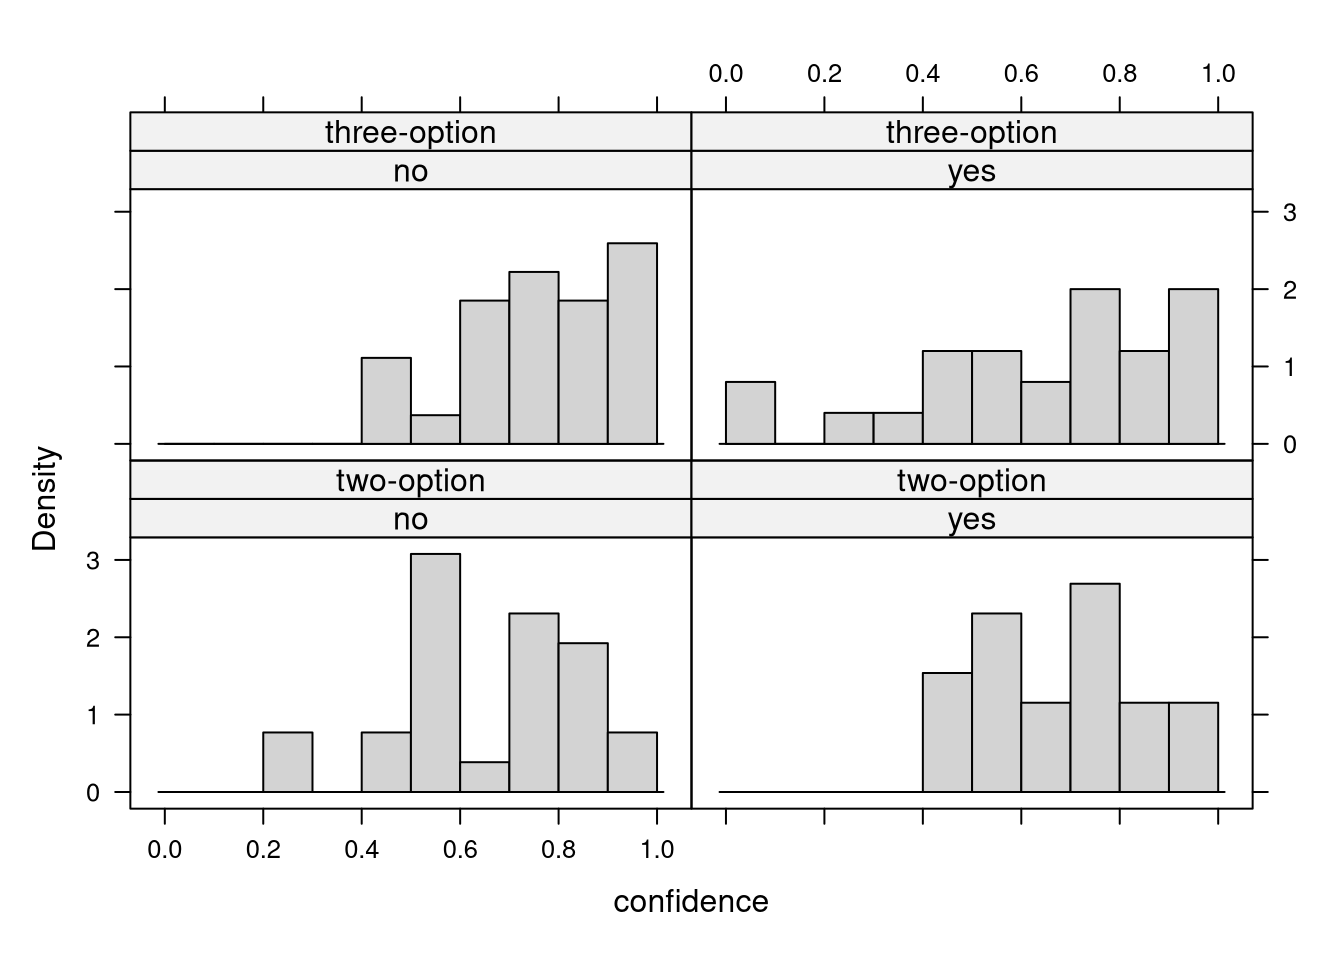 0.0 0.2 0.4 0.6 0.8 1.0
three-option three-option
no yes
3
2
1
0
two-option two-option
no yes
Density
3
2
1
0
0.0 0.2 0.4 0.6 0.8 1.0
confidence